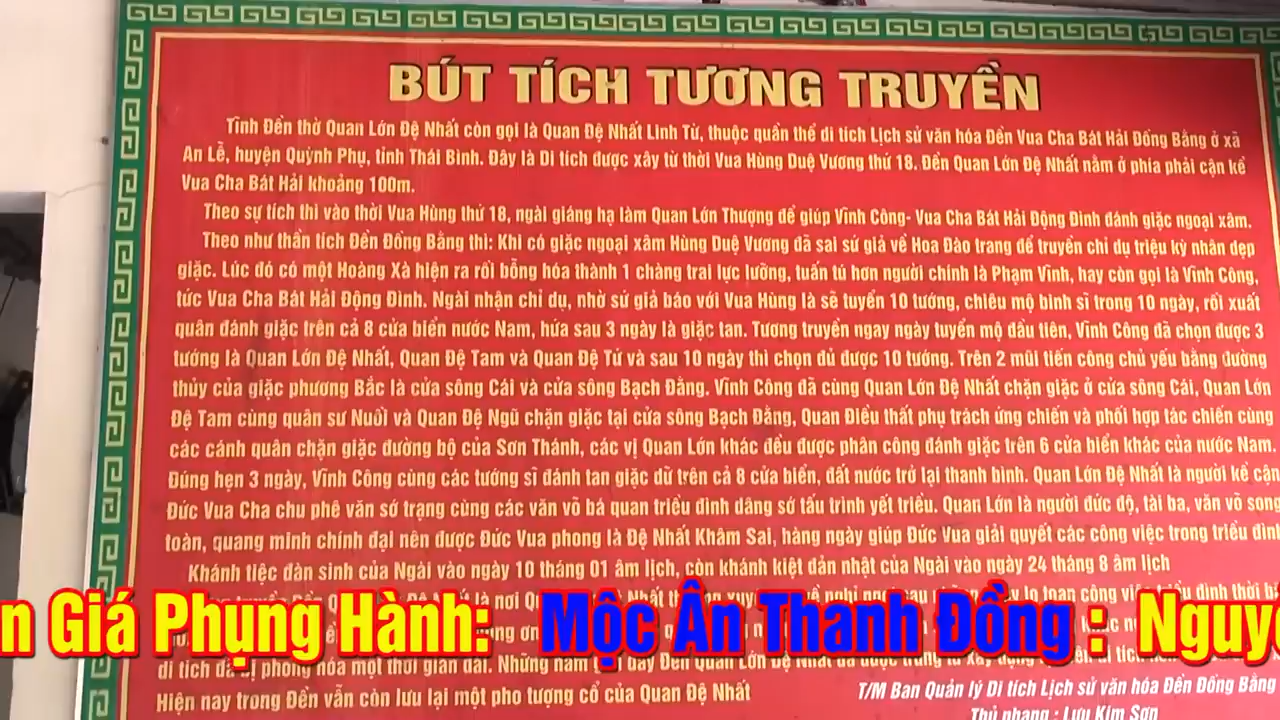 BÚT TÍCH TƯƠNG TRUYỀN
Tỉnh Đền thờ Quan Lớn Đệ Nhất còn gọi là Quan Đệ Nhất Linh Từ, thuộc quần thể di tích Lịch sử văn hóa Đền Vua Cha Bát Hải Đồng Bằng ở xã
An Lễ, huyện Quỳnh Phụ, tỉnh Thái Bình. Đây là Di tích được xây từ thời Vua Hùng Duệ Vương thứ 18. Đền Quan Lớn Đệ Nhất nằm ở phía phải cận kề
Vua Cha Bát Hải khoảng 100m.
Theo sự tích thì vào thời Vua Hùng thứ 18, ngài giáng hạ làm Quan Lớn Thượng để giúp Vĩnh Công- Vua Cha Bát Hải Động Đình đánh giặc ngoại xâm.
Theo như thần tích Đền Đồng Bằng thì: Khi có giặc ngoại xâm Hùng Duệ Vương đã sai sứ giả về Hoa Đào trang để truyền chỉ dụ triệu kỳ nhân dẹp
giặc. Lúc đó có một Hoàng Xà hiện ra rồi bỗng hóa thành 1 chàng trai lực lưỡng, tuấn tú hơn người chính là Phạm Vĩnh, hay còn gọi là Vĩnh Công,
tức Vua Cha Bát Hải Động Đình. Ngài nhận chỉ dụ, nhờ sứ giả báo với Vua Hùng là sẽ tuyển 10 tướng, chiêu mộ binh sĩ trong 10 ngày, rồi xuất
quân đánh giặc trên cả 8 cửa biển nước Nam, hứa sau 3 ngày là giặc tan. Tương truyền ngay ngày tuyển mộ đầu tiên, Vĩnh Công đã chọn được 3
tướng là Quan Lớn Đệ Nhất, Quan Đệ Tam và Quan Đệ Tứ và sau 10 ngày thì chọn đủ được 10 tướng. Trên 2 mũi tiến công chủ yếu bằng đường
thủy của giặc phương Bắc là cửa sông Cái và cửa sông Bạch Đằng. Vĩnh Công đã cùng Quan Lớn Đệ Nhất chặn giặc ở cửa sông Cái, Quan Lớn
Đệ Tam cùng quân sư Nuồi và Quan Đệ Ngũ chặn giặc tại cửa sông Bạch Đằng, Quan Điều thất phụ trách ứng chiến và phối hợp tác chiến cùng
các cánh quân chặn giặc đường bộ của Sơn Thánh, các vị Quan Lớn khác đều được phân công đánh giặc trên 6 cửa biển khác của nước Nam.
Đúng hẹn 3 ngày, Vĩnh Công cùng các tướng sĩ đánh tan giặc dữ trên cả 8 cửa biển, đất nước trở lại thanh bình. Quan Lớn Đệ Nhất là người kề cận
Đức Vua Cha chu phê văn sớ trạng cùng các văn võ bá quan triều đình dâng sớ tấu trình yết triều. Quan Lớn là người đức độ, tài ba, văn võ song
toàn, quang minh chính đại nên được Đức Vua phong là Đệ Nhất Khâm Sai, hàng ngày giúp Đức Vua giải quyết các công việc trong triều đình
Khánh tiệc đàn sinh của Ngài vào ngày 10 tháng 01 âm lịch, còn khánh kiệt dản nhật của Ngài vào ngày 24 tháng 8 âm lịch
n Giá Phụng Hành: Mộc Ân Thanh Đồng : Nguy
di tích đã bị phong hóa một thời gian dài. Những năm đây Đền Quan Lớn Đệ Nhất đã được
Hiện nay trong Đền vẫn còn lưu lại một pho tượng cổ của Quan Đệ Nhất
T/M Ban Quản lý Di tích Lịch sử văn hóa Đền Đồng Bằng
Thủ nhang : Lưu Kim Sơn